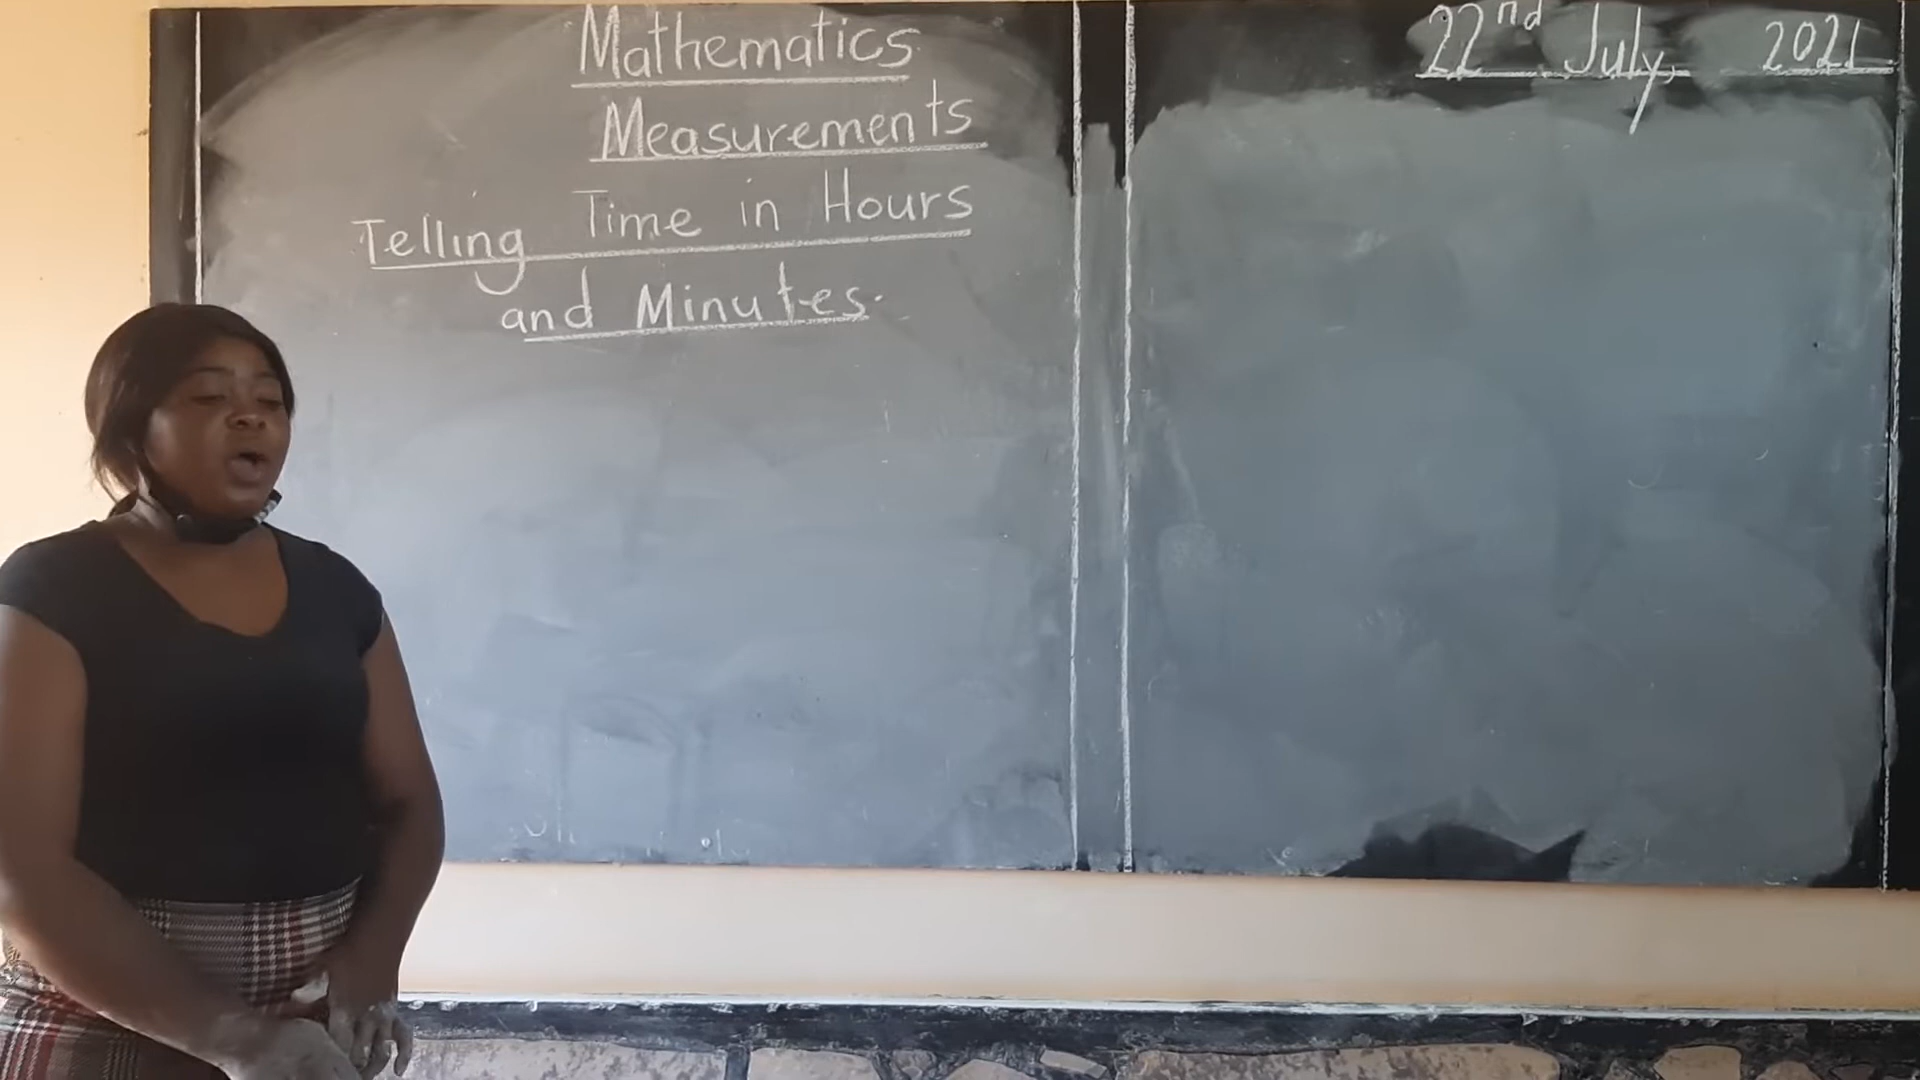 Mathematics
Measurements
Telling Time in Hours
and Minutes.
22nd July, 2021